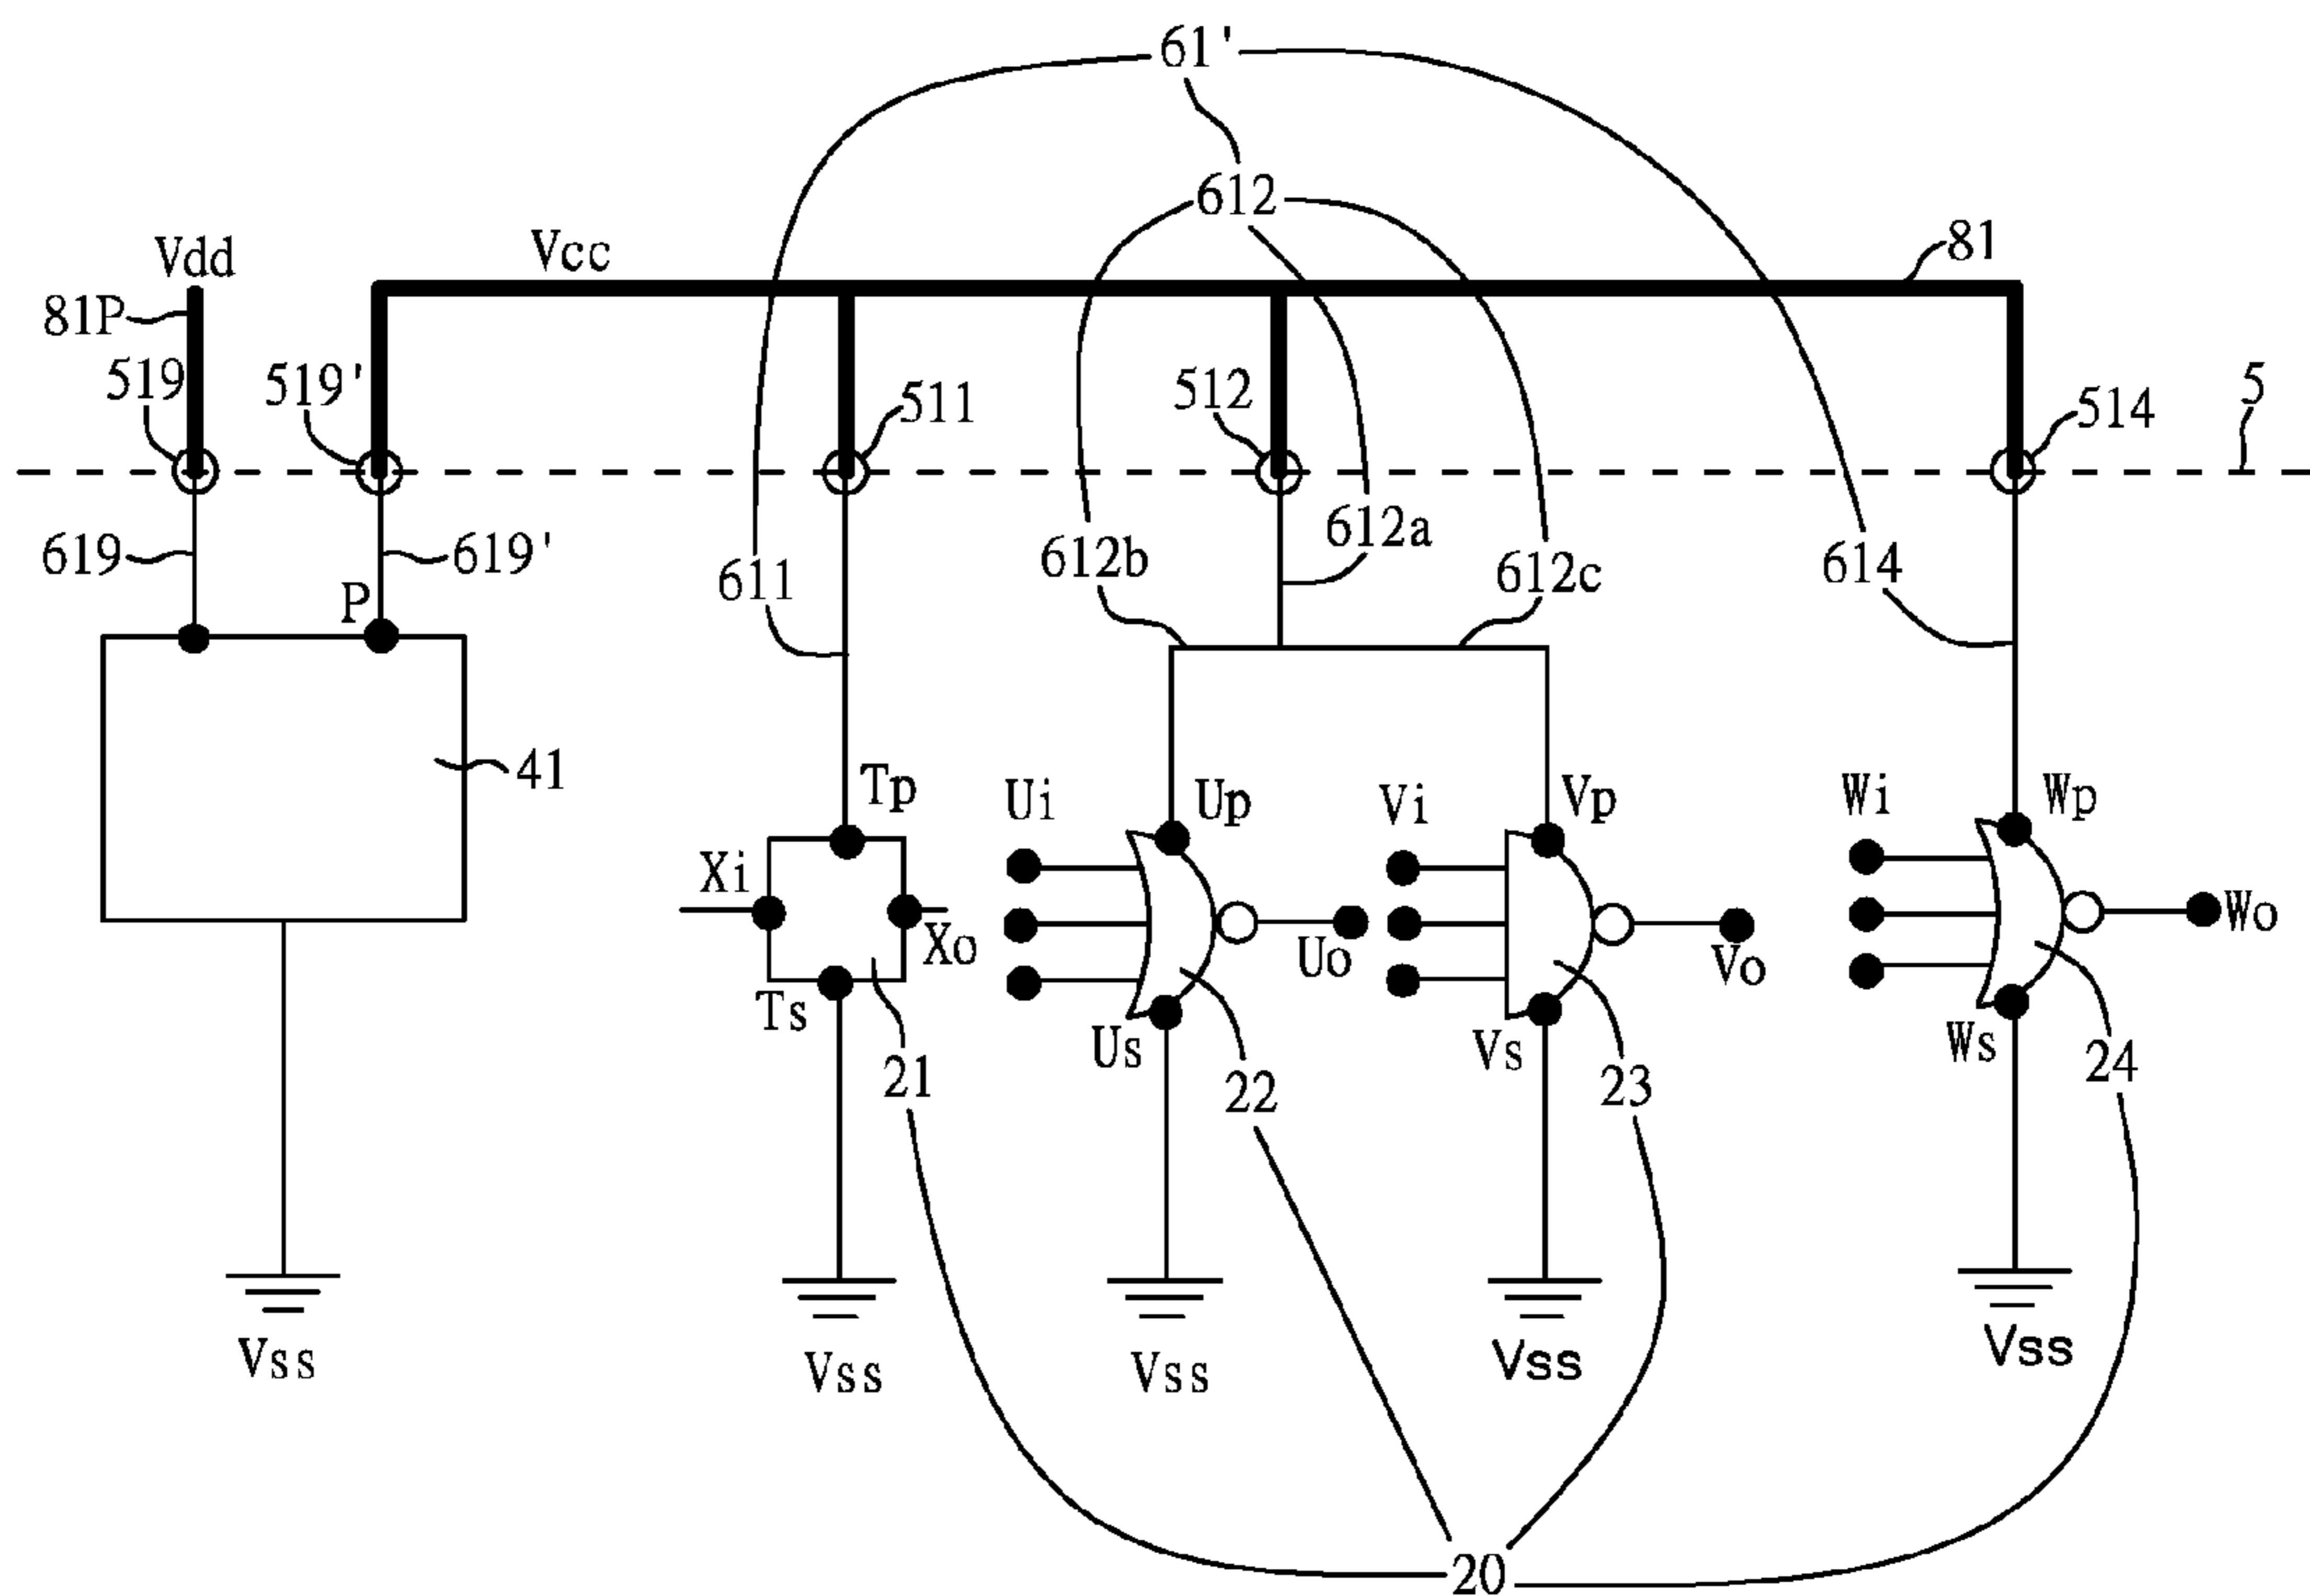 61'
612
Vdd
Vcc
81
81P
519
519'
511
512
514
5
619
619'
611
612b
612a
612c
614
P
41
Tp
Ui
Up
Vi
Vp
Wi
Wp
Xi
Xo
Uo
Vo
Wo
Ts
Us
Vs
Ws
21
22
23
24
Vss
Vss
Vss
Vss
Vss
20